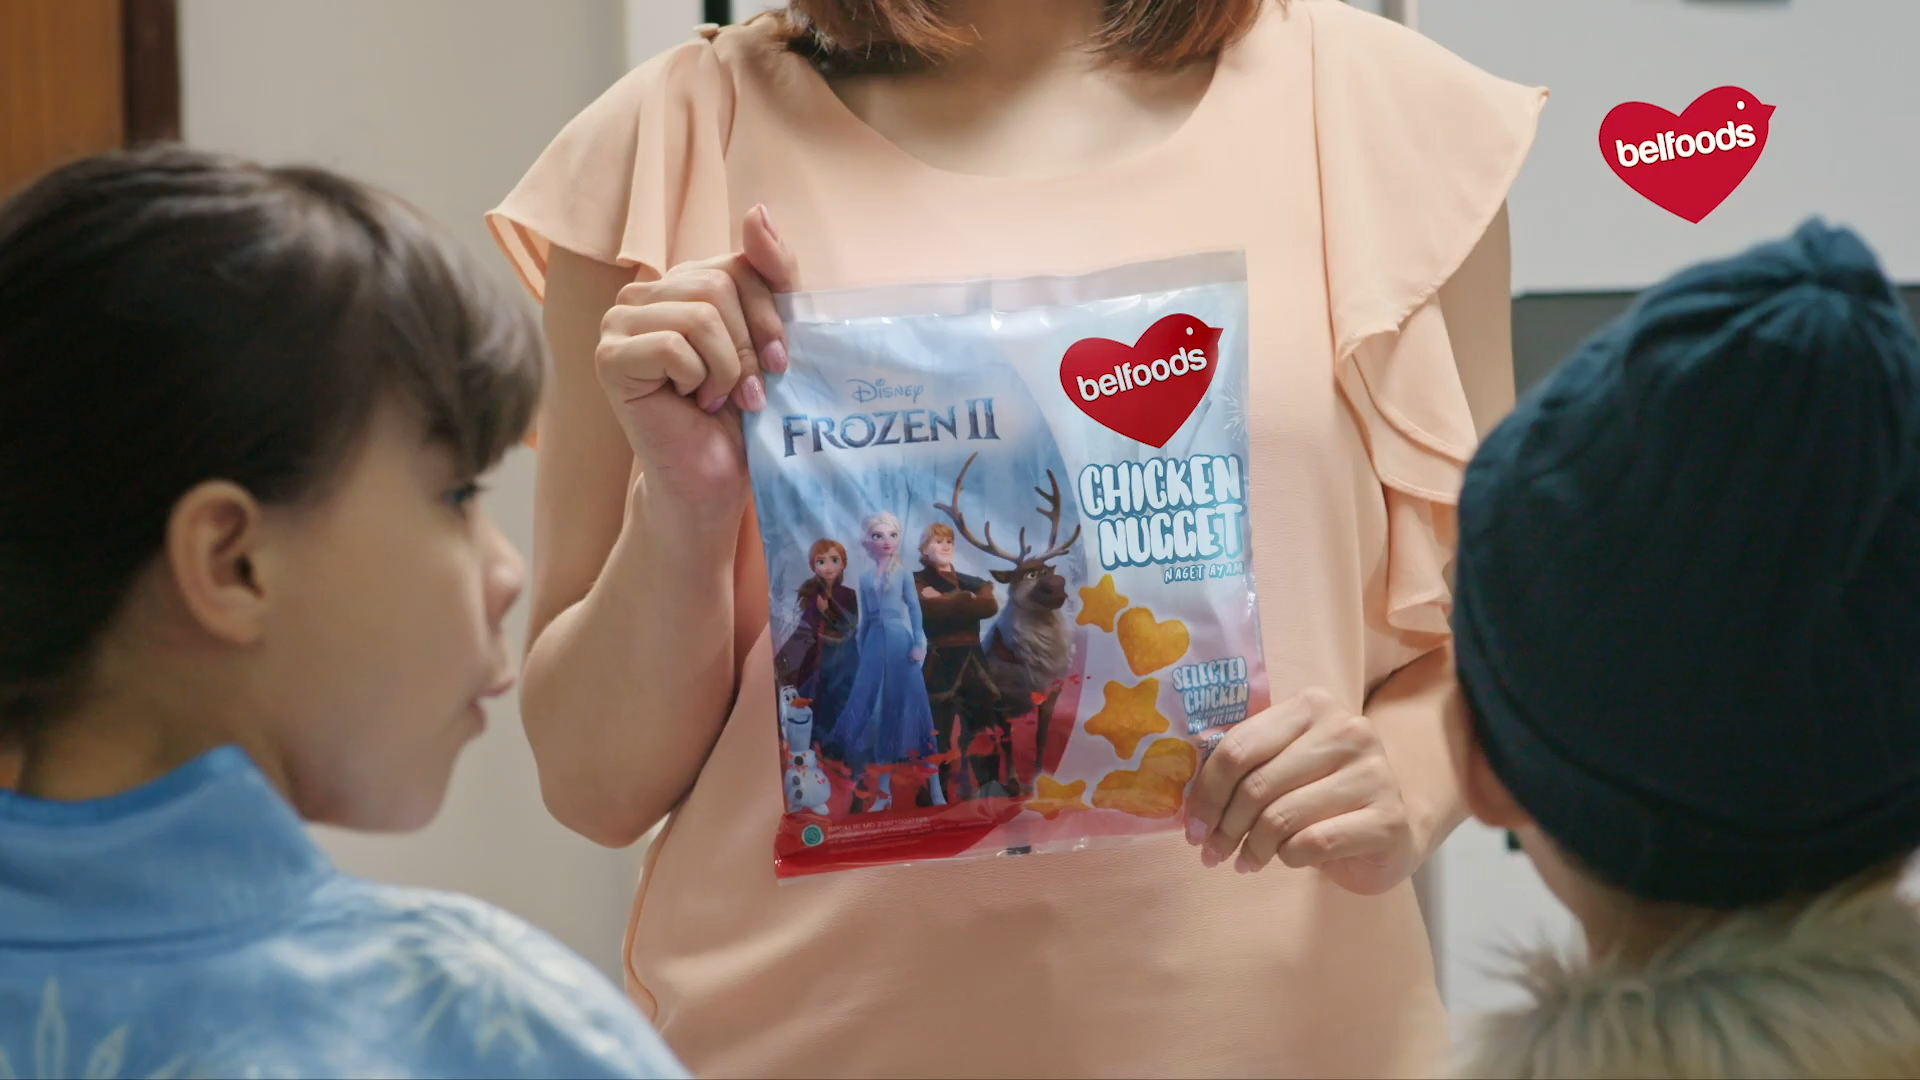 belfoods
Disney
FROZEN II
belfoods
CHICKEN
NUGGET
NAGET AYAM
SELECTED
CHICKEN